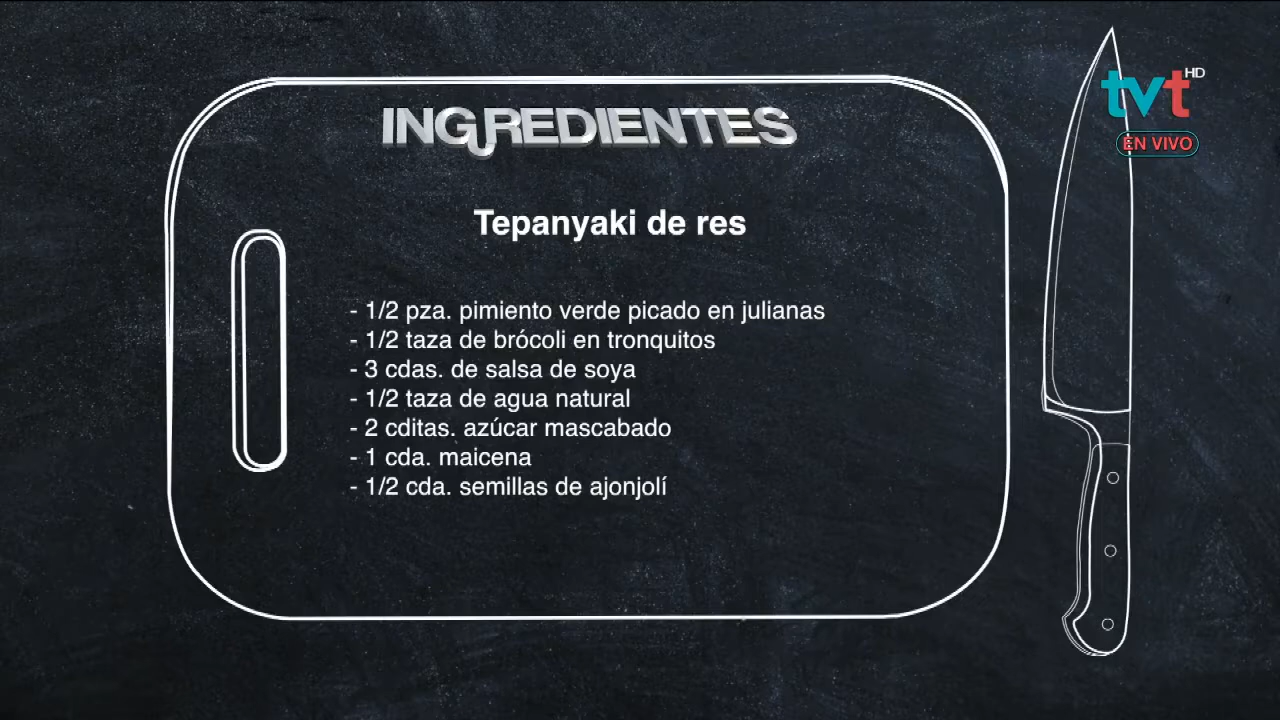 tvt HD
EN VIVO
INGREDIENTES
Tepanyaki de res
- 1/2 pza. pimiento verde picado en julianas
- 1/2 taza de brócoli en tronquitos
- 3 cdas. de salsa de soya
- 1/2 taza de agua natural
- 2 cditas. azúcar mascabado
- 1 cda. maicena
- 1/2 cda. semillas de ajonjolí